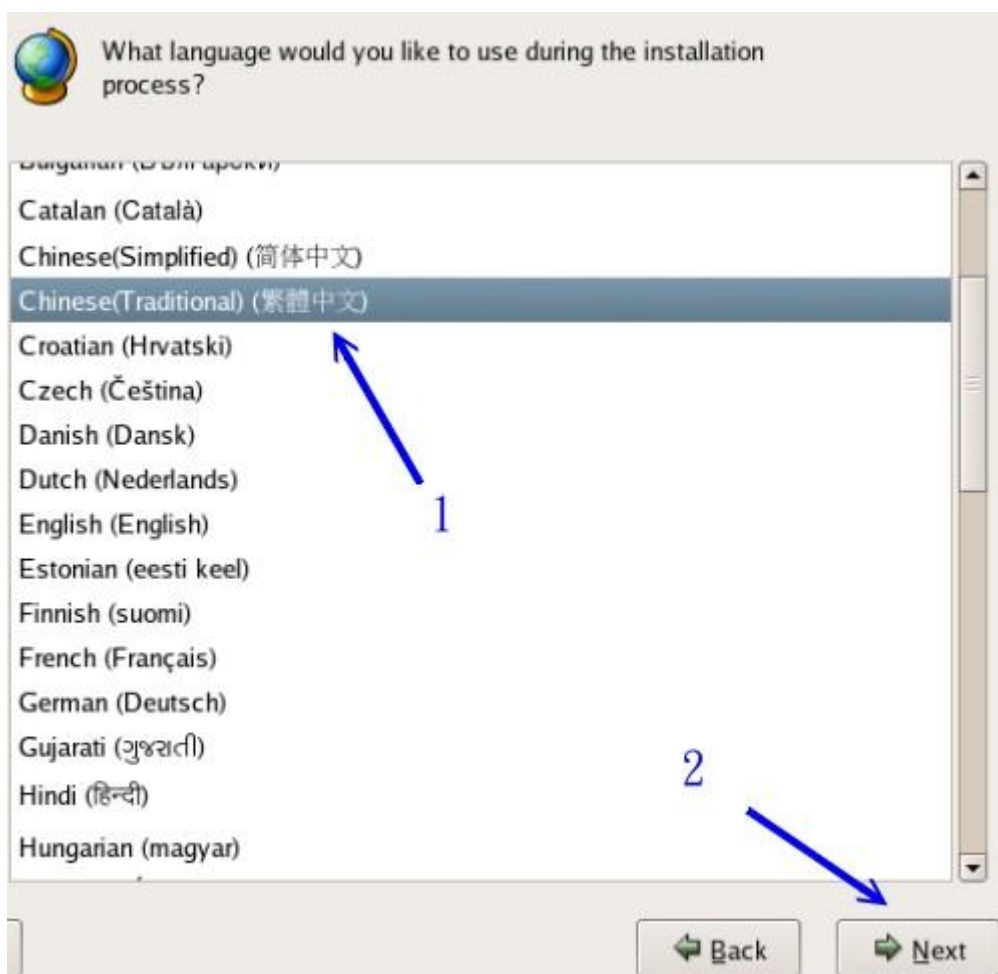 What language would you like to use during the installation
process?
Catalan (Català)
Chinese(Simplified) (简体中文)
Chinese(Traditional) (繁體中文)
Croatian (Hrvatski)
Czech (Čeština)
Danish (Dansk)
Dutch (Nederlands)
1
English (English)
Estonian (eesti keel)
Finnish (suomi)
French (Français)
German (Deutsch)
Gujarati (ગુજરાતી)
2
Hindi (हिन्दी)
Hungarian (magyar)
Back
Next